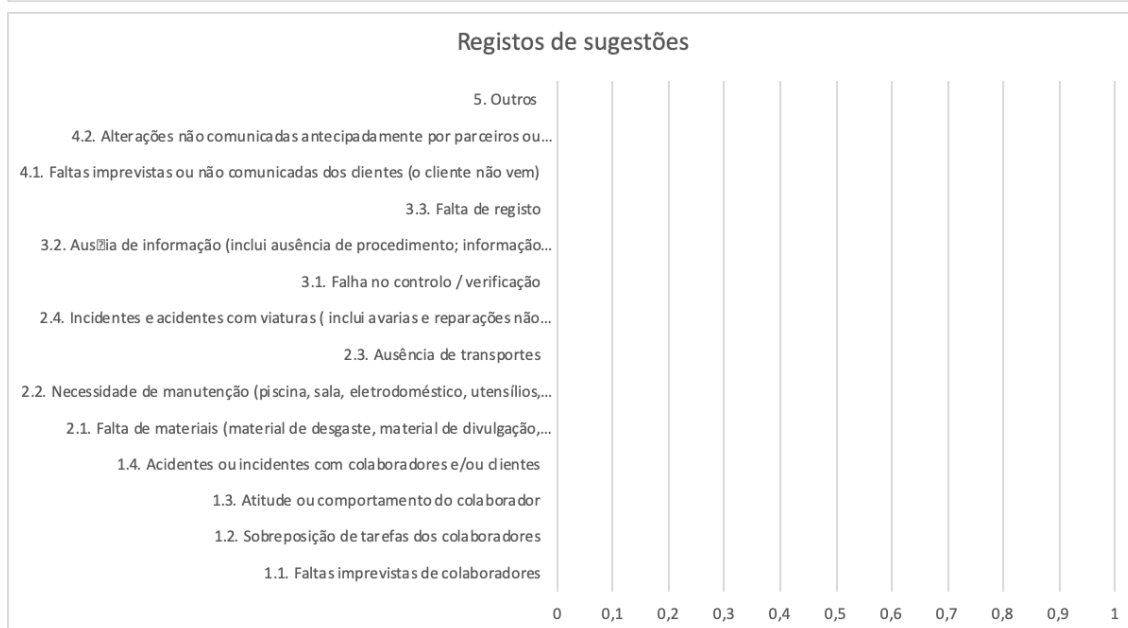 Registos de sugestões
5. Outros
4.2. Alterações não comunicadas antecipadamente por parceiros ou...
4.1. Faltas imprevistas ou não comunicadas dos clientes (o cliente não vem)
3.3. Falta de registo
3.2. Aus⍰ia de informação (inclui ausência de procedimento; informação...
3.1. Falha no controlo / verificação
2.4. Incidentes e acidentes com viaturas ( inclui avarias e reparações não...
2.3. Ausência de transportes
2.2. Necessidade de manutenção (piscina, sala, eletrodoméstico, utensílios,...
2.1. Falta de materiais (material de desgaste, material de divulgação,...
1.4. Acidentes ou incidentes com colaboradores e/ou clientes
1.3. Atitude ou comportamento do colaborador
1.2. Sobreposição de tarefas dos colaboradores
1.1. Faltas imprevistas de colaboradores
0 0,1 0,2 0,3 0,4 0,5 0,6 0,7 0,8 0,9 1